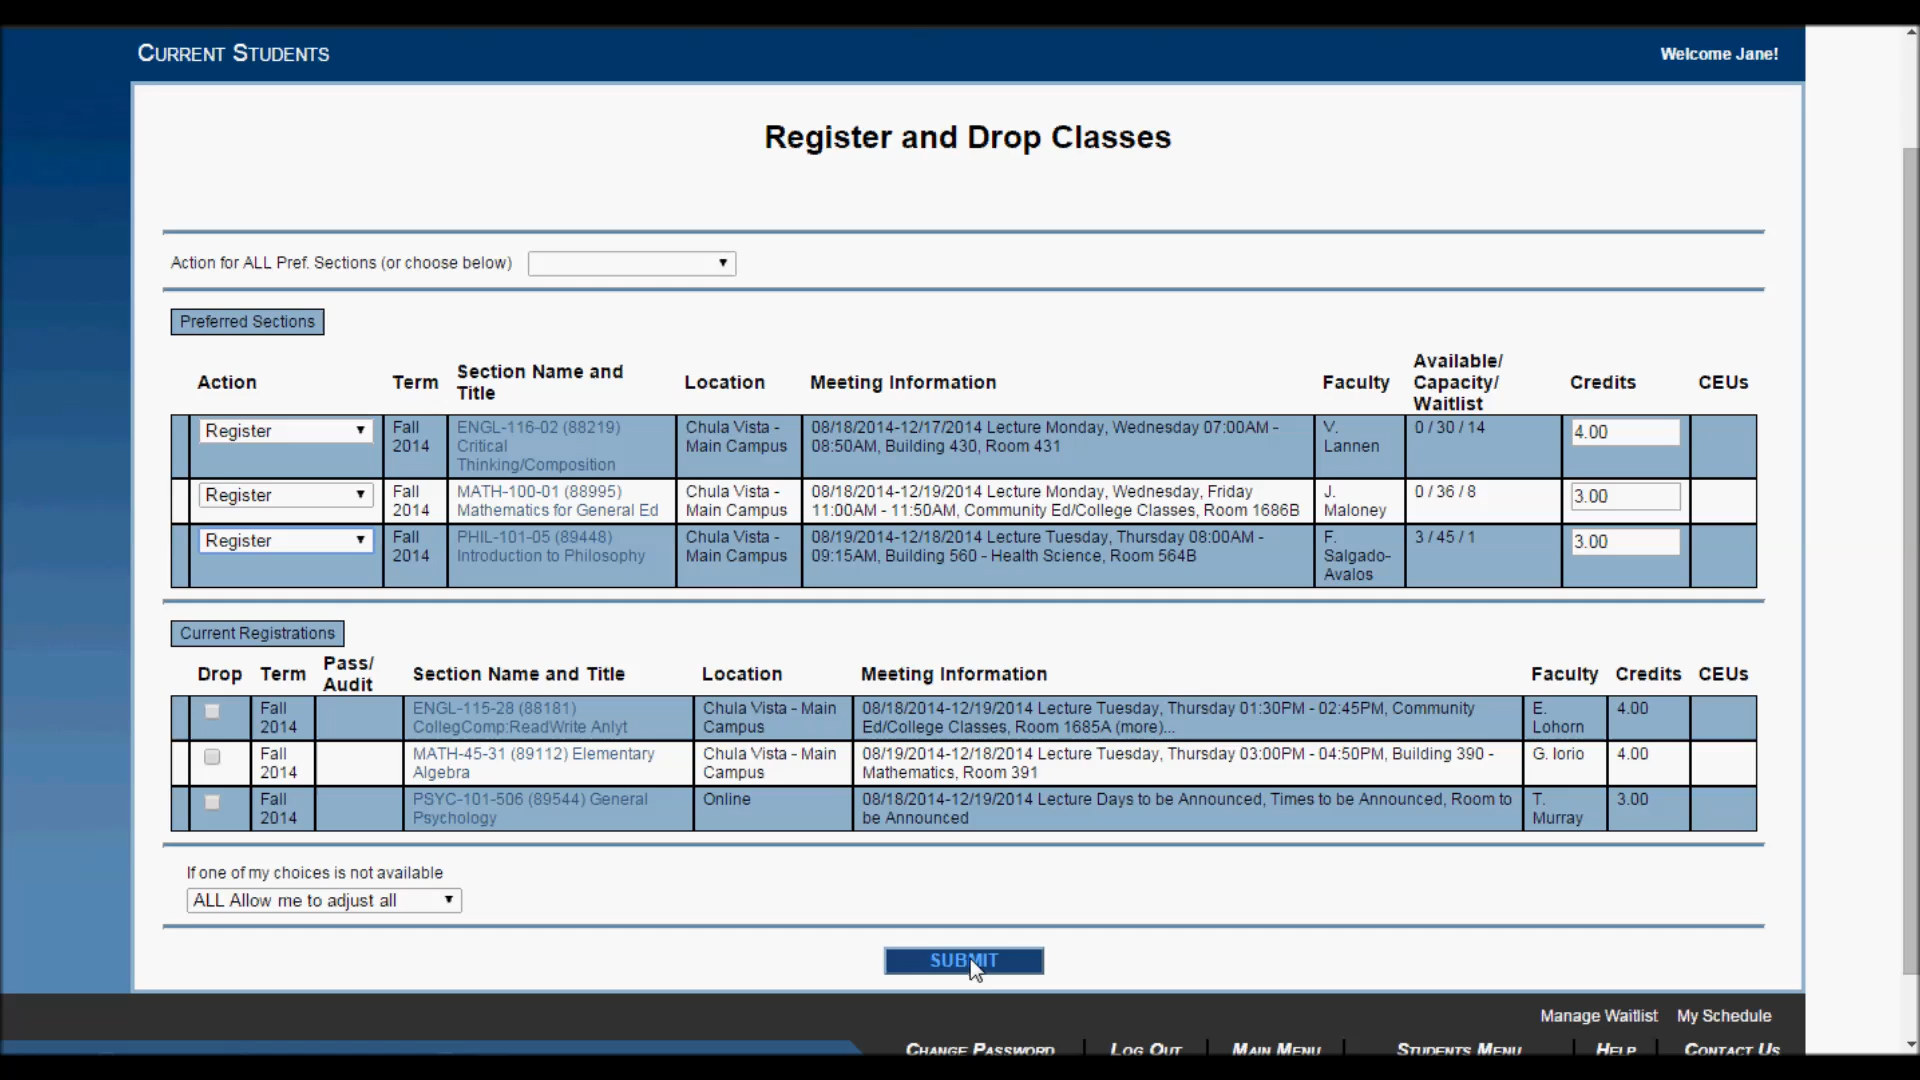 CURRENT STUDENTS
Welcome Jane!
Register and Drop Classes
Action for ALL Pref. Sections (or choose below)
Preferred Sections
Action Term Section Name and Title Location Meeting Information Faculty Available/ Capacity/ Waitlist Credits CEUs
Register
Fall
2014
ENGL-116-02 (88219)
Critical
Thinking/Composition
Chula Vista -
Main Campus
08/18/2014-12/17/2014 Lecture Monday, Wednesday 07:00AM -
08:50AM, Building 430, Room 431
V.
Lannen
0 / 30 / 14
4.00
Register
Fall
2014
MATH-100-01 (88995)
Mathematics for General Ed
Chula Vista -
Main Campus
08/18/2014-12/19/2014 Lecture Monday, Wednesday, Friday
11:00AM - 11:50AM, Community Ed/College Classes, Room 1686B
J.
Maloney
0 / 36 / 8
3.00
Register
Fall
2014
PHIL-101-05 (89448)
Introduction to Philosophy
Chula Vista -
Main Campus
08/19/2014-12/18/2014 Lecture Tuesday, Thursday 08:00AM -
09:15AM, Building 560 - Health Science, Room 564B
F.
Salgado-
Avalos
3 / 45 / 1
3.00
Current Registrations
Drop Term Pass/ Audit Section Name and Title Location Meeting Information Faculty Credits CEUs
Fall
2014
ENGL-115-28 (88181)
CollegComp:ReadWrite Anlyt
Chula Vista - Main
Campus
08/18/2014-12/19/2014 Lecture Tuesday, Thursday 01:30PM - 02:45PM, Community
Ed/College Classes, Room 1685A (more)...
E.
Lohorn
4.00
Fall
2014
MATH-45-31 (89112) Elementary
Algebra
Chula Vista - Main
Campus
08/19/2014-12/18/2014 Lecture Tuesday, Thursday 03:00PM - 04:50PM, Building 390 -
Mathematics, Room 391
G. Iorio
4.00
Fall
2014
PSYC-101-506 (89544) General
Psychology
Online
08/18/2014-12/19/2014 Lecture Days to be Announced, Times to be Announced, Room to
be Announced
T.
Murray
3.00
If one of my choices is not available
ALL Allow me to adjust all
SUBMIT
Manage Waitlist My Schedule
CHANGE PASSWORD LOG OUT MAIN MENU STUDENTS MENU HELP CONTACT US